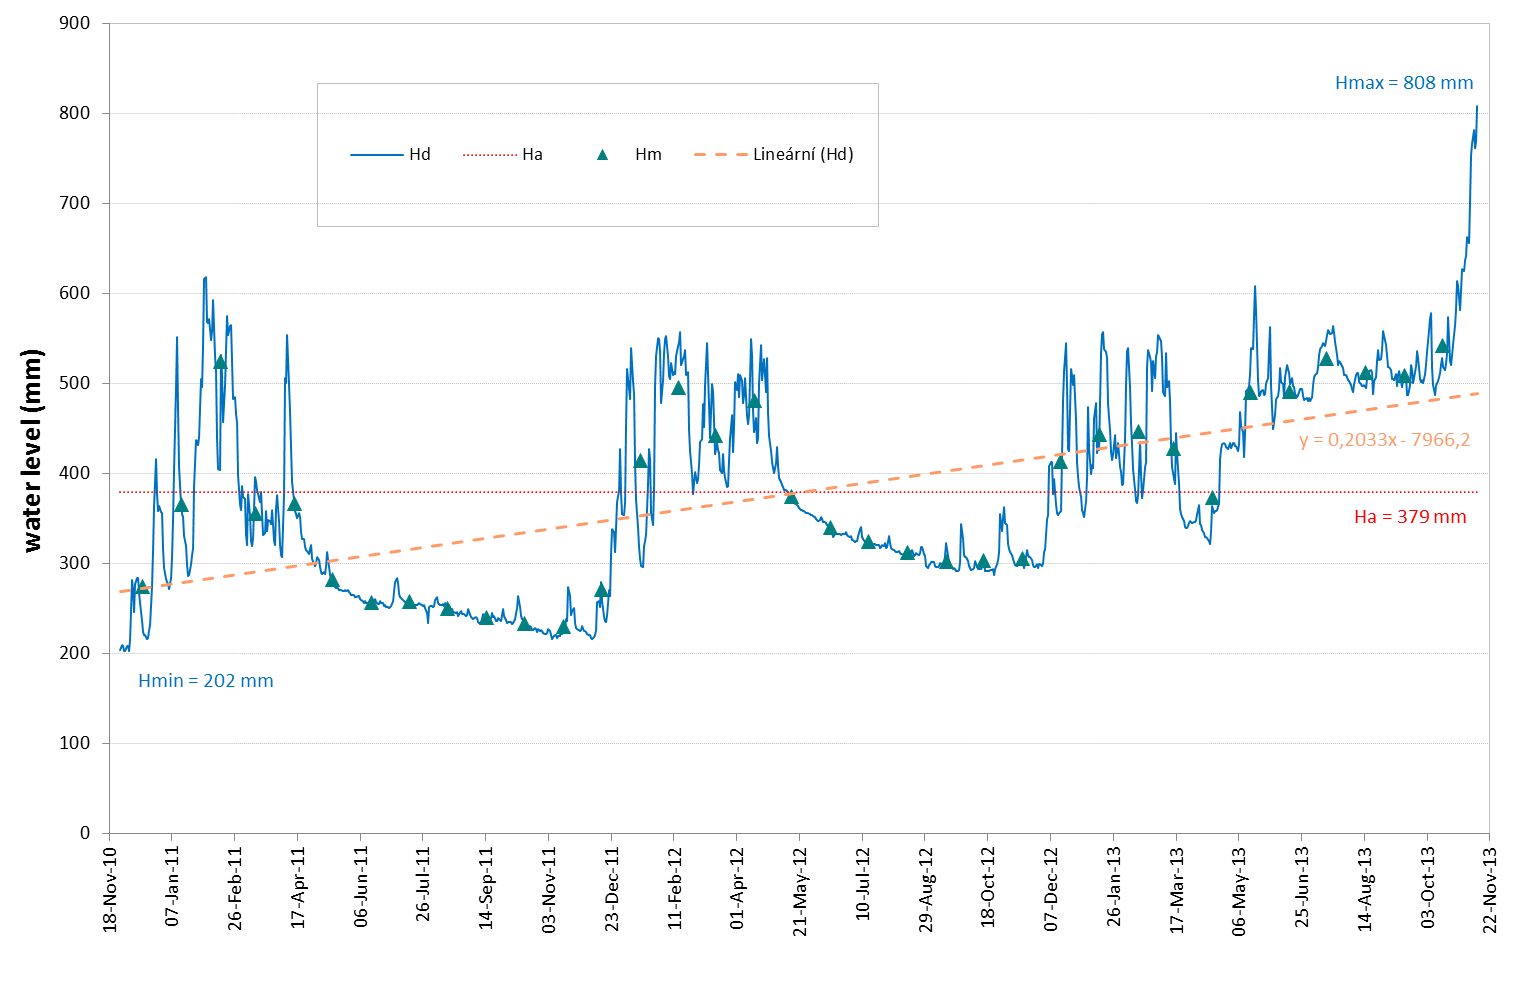 900
800
700
600
500
400
300
200
100
0
water level (mm)
Hmax = 808 mm
Hd Ha Hm Lineární (Hd)
y = 0,2033x - 7966,2
Ha = 379 mm
Hmin = 202 mm
18-Nov-10
07-Jan-11
26-Feb-11
17-Apr-11
06-Jun-11
26-Jul-11
14-Sep-11
03-Nov-11
23-Dec-11
11-Feb-12
01-Apr-12
21-May-12
10-Jul-12
29-Aug-12
18-Oct-12
07-Dec-12
26-Jan-13
17-Mar-13
06-May-13
25-Jun-13
14-Aug-13
03-Oct-13
22-Nov-13